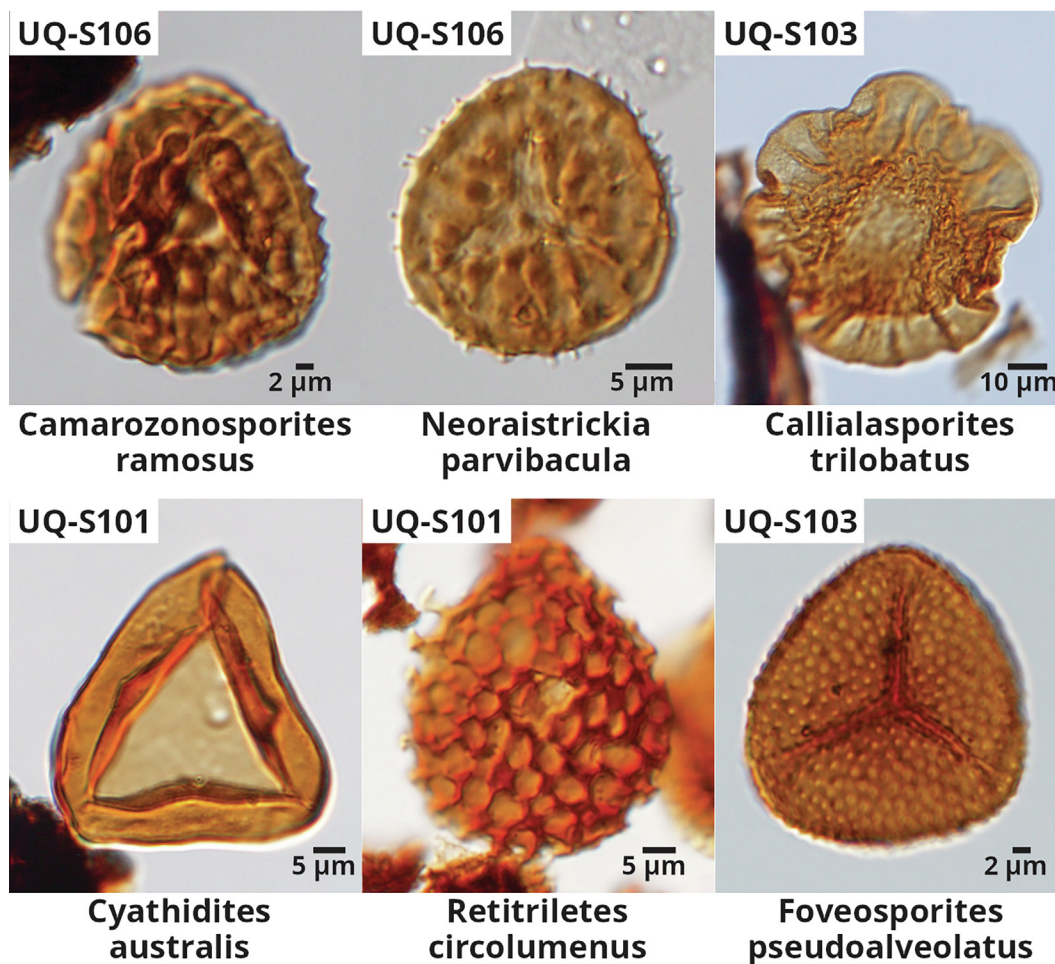 UQ-S106
UQ-S106
UQ-S103
2 µm
5 µm
10 µm
Camarozonosporites
ramosus
Neoraistrickia
parvibacula
Callialasporites
trilobatus
UQ-S101
UQ-S101
UQ-S103
5 µm
5 µm
2 µm
Cyathidites
australis
Retitriletes
circolumenus
Foveosporites
pseudoalveolatus